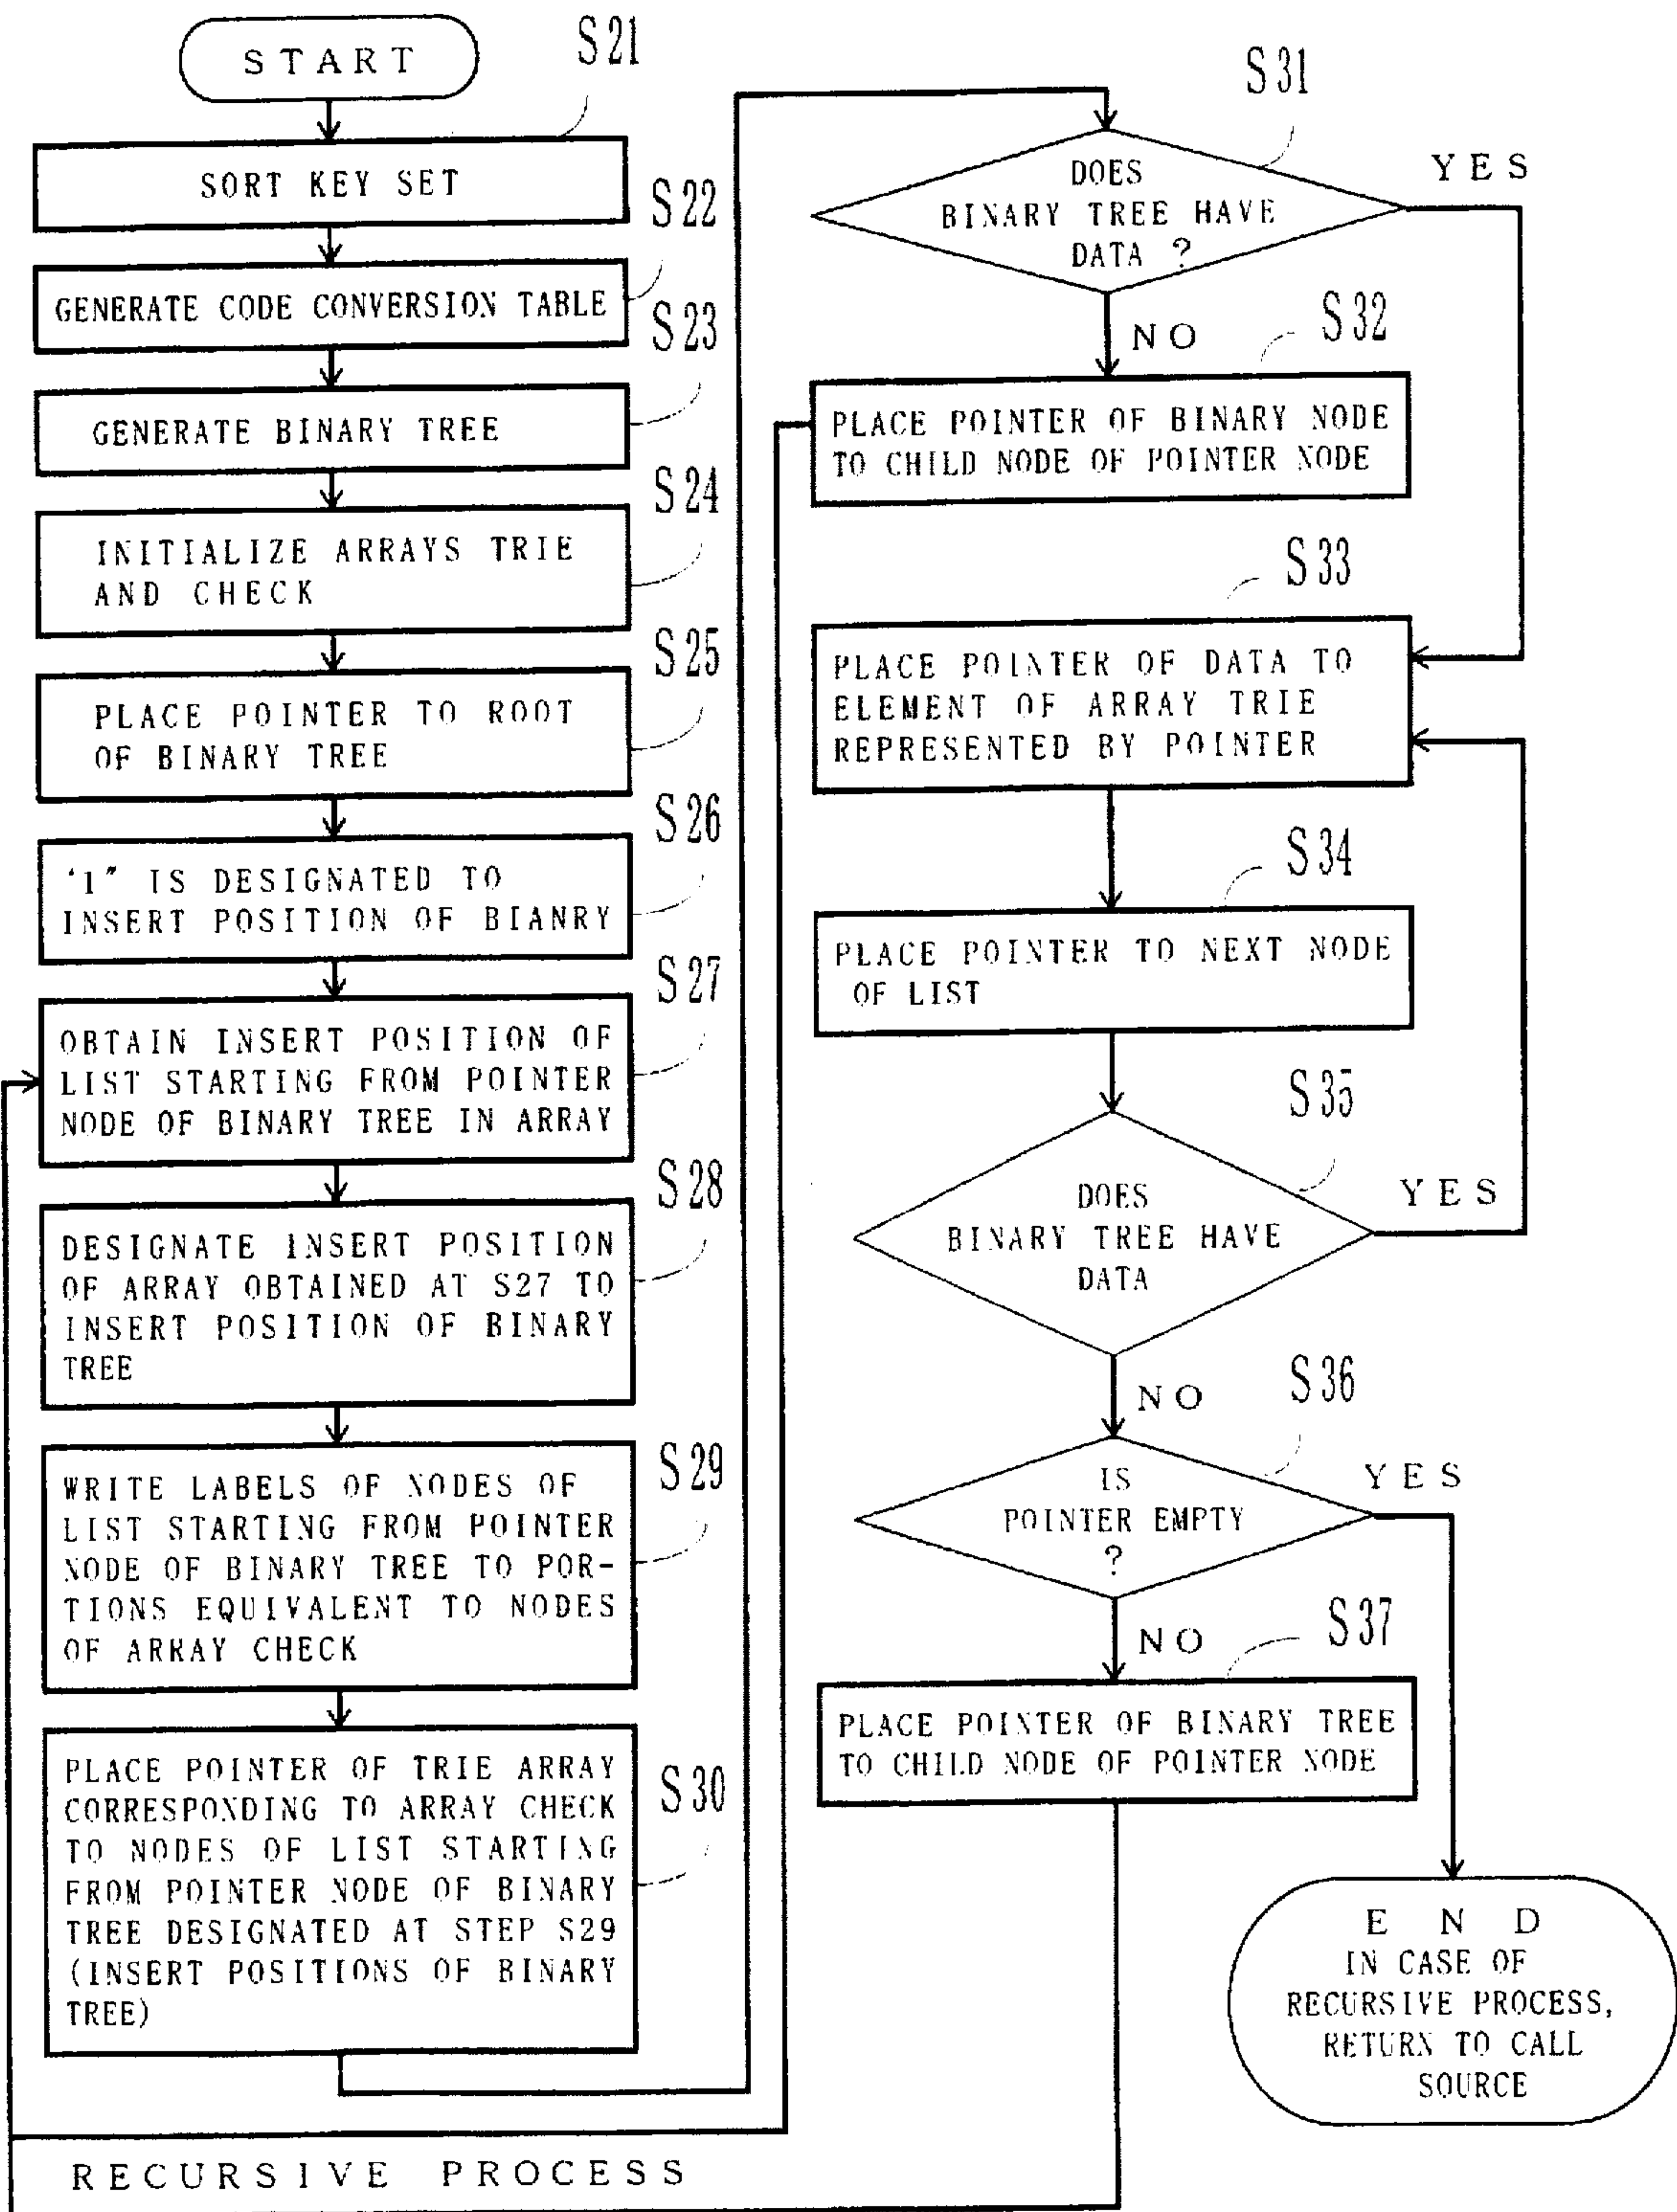 START
S21
SORT KEY SET
S22
GENERATE CODE CONVERSION TABLE
S23
GENERATE BINARY TREE
S24
INITIALIZE ARRAYS TRIE
AND CHECK
S25
PLACE POINTER TO ROOT
OF BINARY TREE
S26
‘1” IS DESIGNATED TO
INSERT POSITION OF BIANRY
S27
OBTAIN INSERT POSITION OF
LIST STARTING FROM POINTER
NODE OF BINARY TREE IN ARRAY
S28
DESIGNATE INSERT POSITION
OF ARRAY OBTAINED AT S27 TO
INSERT POSITION OF BINARY
TREE
S29
WRITE LABELS OF NODES OF
LIST STARTING FROM POINTER
NODE OF BINARY TREE TO POR-
TIONS EQUIVALENT TO NODES
OF ARRAY CHECK
S30
PLACE POINTER OF TRIE ARRAY
CORRESPONDING TO ARRAY CHECK
TO NODES OF LIST STARTING
FROM POINTER NODE OF BINARY
TREE DESIGNATED AT STEP S29
(INSERT POSITIONS OF BINARY
TREE)
S31
DOES
BINARY TREE HAVE
DATA ?
YES
NO
S32
PLACE POINTER OF BINARY NODE
TO CHILD NODE OF POINTER NODE
S33
PLACE POINTER OF DATA TO
ELEMENT OF ARRAY TRIE
REPRESENTED BY POINTER
S34
PLACE POINTER TO NEXT NODE
OF LIST
S35
DOES
BINARY TREE HAVE
DATA
YES
NO
S36
IS
POINTER EMPTY
?
YES
NO
S37
PLACE POINTER OF BINARY TREE
TO CHILD NODE OF POINTER NODE
END
IN CASE OF
RECURSIVE PROCESS,
RETURN TO CALL
SOURCE
RECURSIVE PROCESS